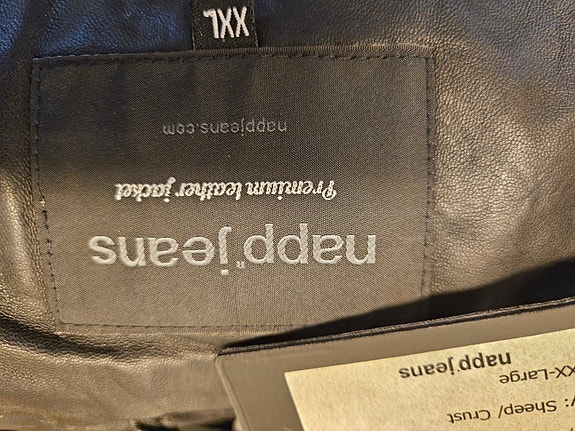 XXL
napp'jeans
Premium leather jacket
nappjeans.com
napp'jeans
XX-Large
: Sheep/ Crust